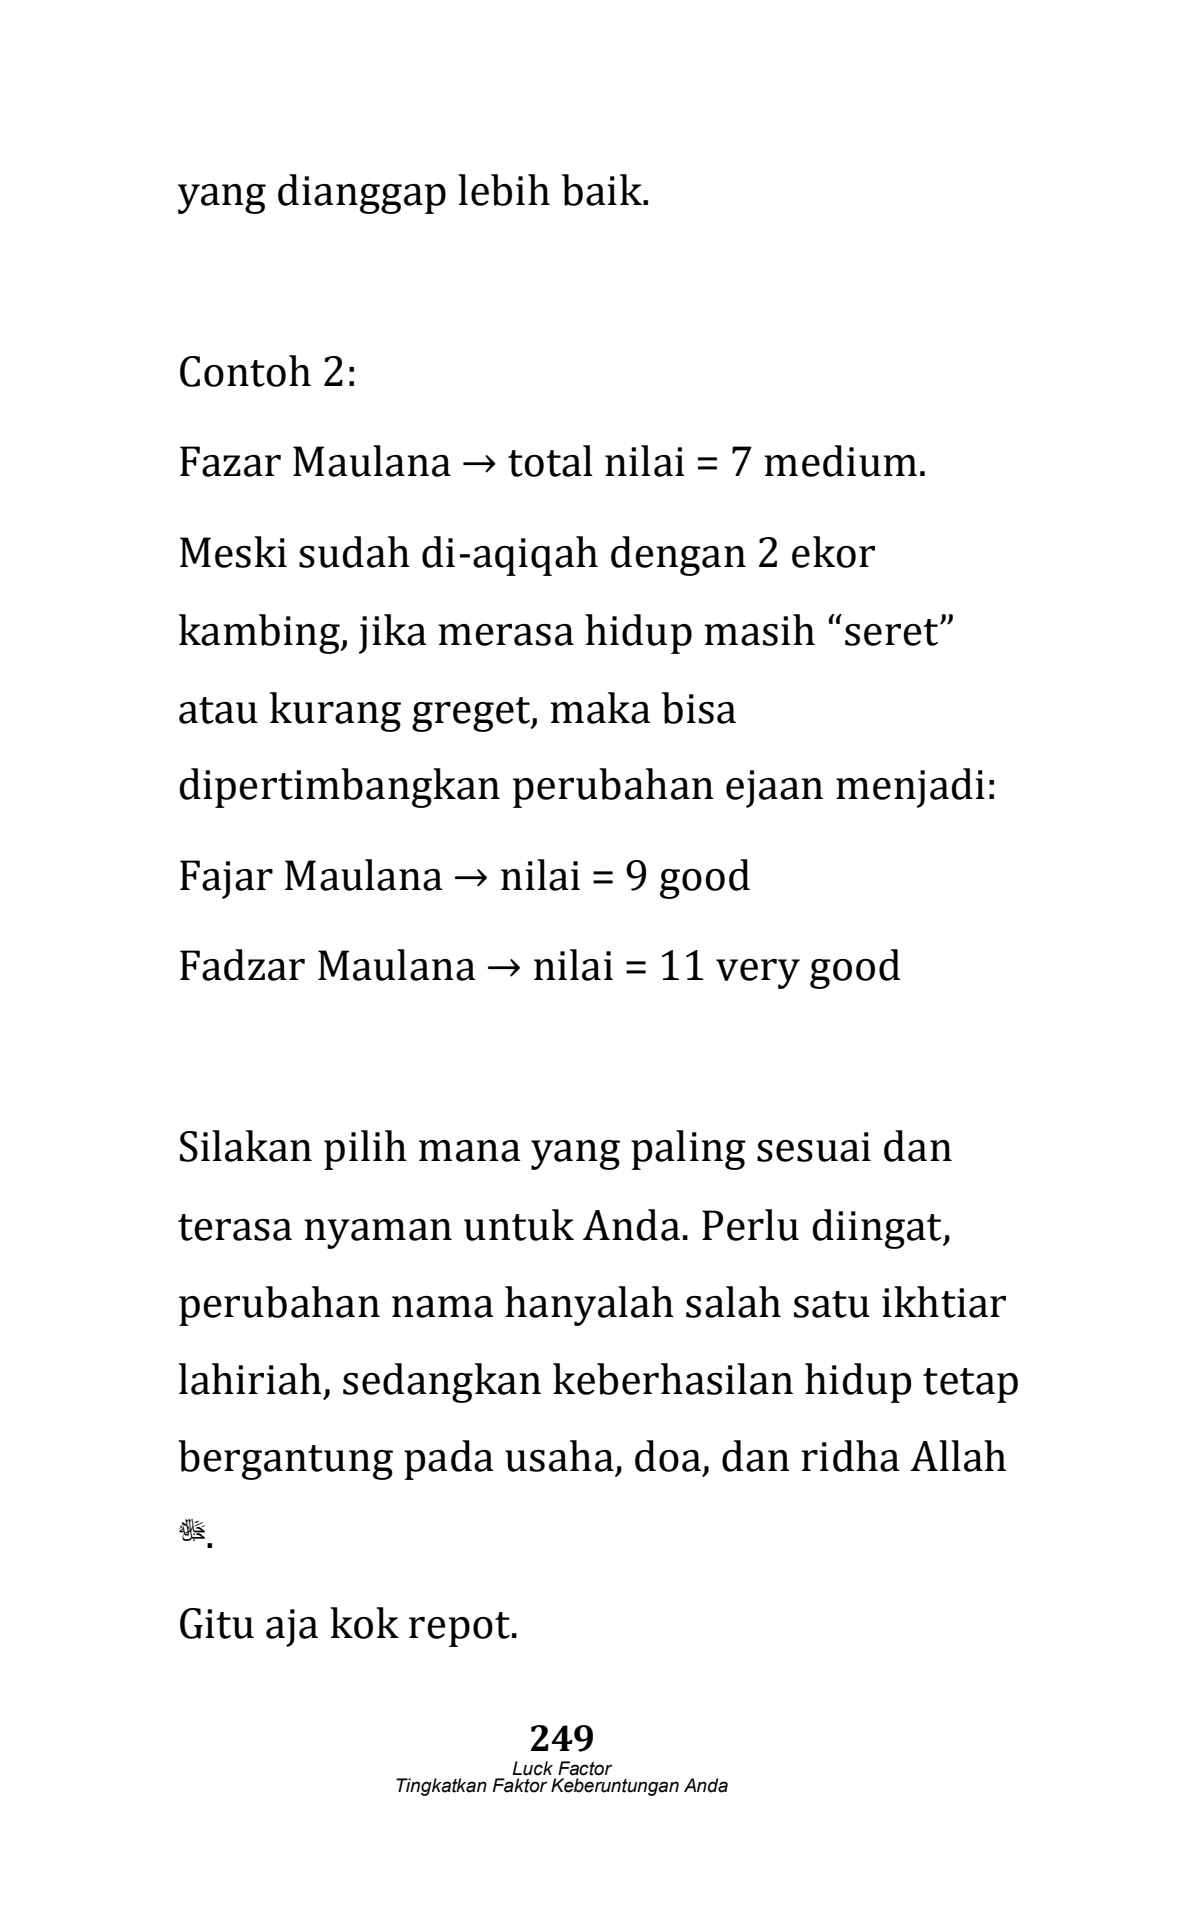 yang dianggap lebih baik.
Contoh 2:
Fazar Maulana → total nilai = 7 medium.
Meski sudah di-aqiqah dengan 2 ekor
kambing, jika merasa hidup masih “seret”
atau kurang greget, maka bisa
dipertimbangkan perubahan ejaan menjadi:
Fajar Maulana → nilai = 9 good
Fadzar Maulana → nilai = 11 very good
Silakan pilih mana yang paling sesuai dan
terasa nyaman untuk Anda. Perlu diingat,
perubahan nama hanyalah salah satu ikhtiar
lahiriah, sedangkan keberhasilan hidup tetap
bergantung pada usaha, doa, dan ridha Allah
ﷻ.
Gitu aja kok repot.
249
Luck Factor
Tingkatkan Faktor Keberuntungan Anda